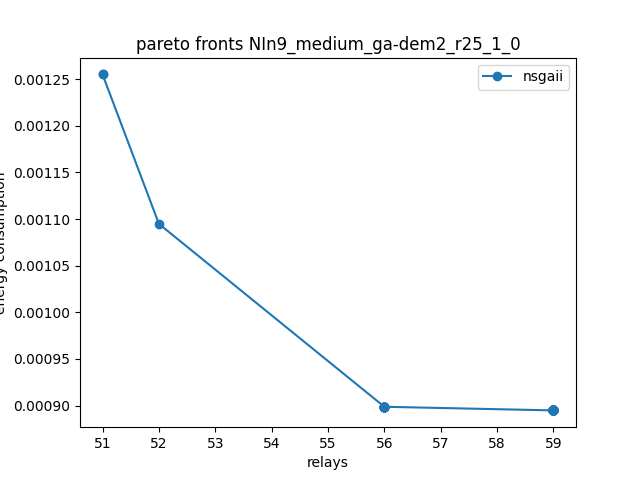 pareto fronts NIn9_medium_ga-dem2_r25_1_0
nsgaii
0.00125
0.00120
0.00115
0.00110
0.00105
0.00100
0.00095
0.00090
energy consumption
51 52 53 54 55 56 57 58 59
relays